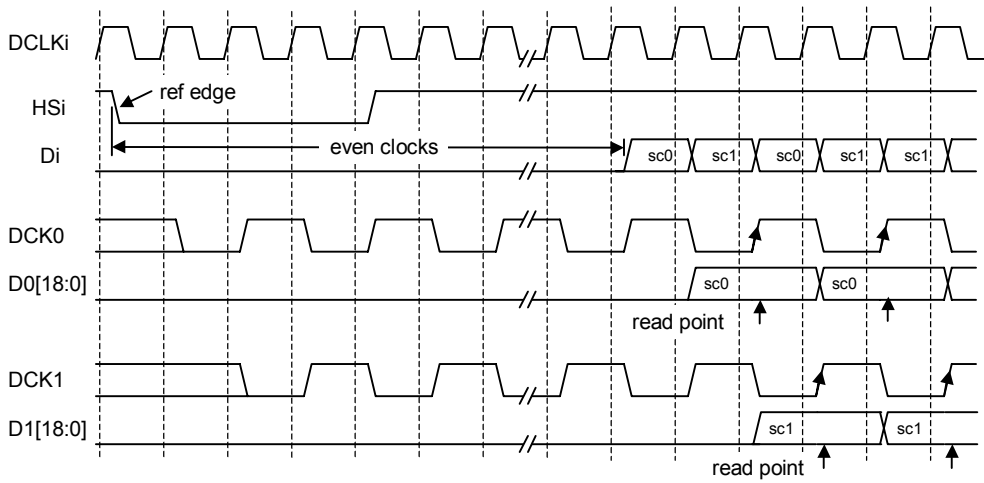 DCLKi
ref edge
HSi
even clocks
Di
sc0 sc1 sc0 sc1 sc1
DCK0
D0[18:0]
sc0 sc0
read point
DCK1
D1[18:0]
sc1 sc1
read point